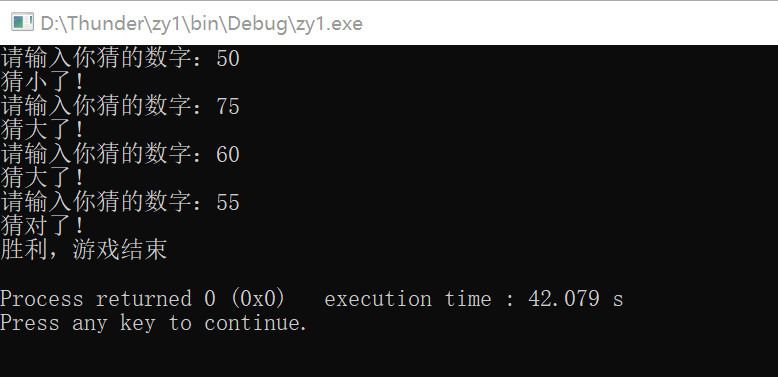 D:\Thunder\zy1\bin\Debug\zy1.exe
请输入你猜的数字：50
猜小了！
请输入你猜的数字：75
猜大了！
请输入你猜的数字：60
猜大了！
请输入你猜的数字：55
猜对了！
胜利，游戏结束
Process returned 0 (0x0)   execution time : 42.079 s
Press any key to continue.